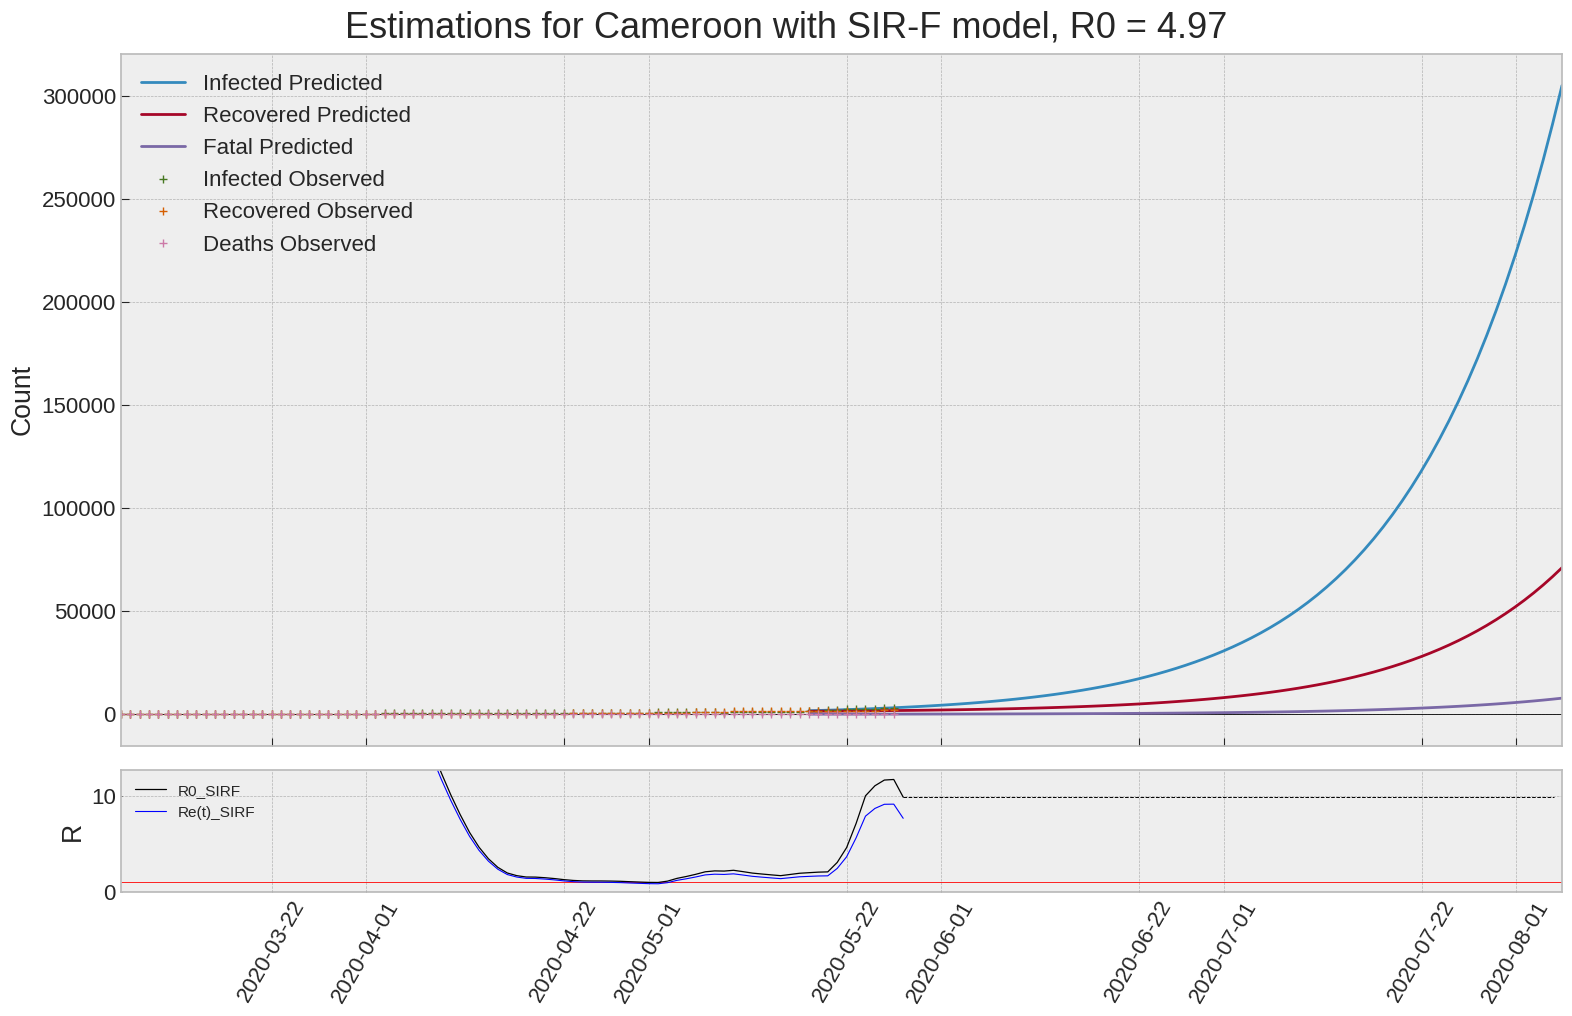 Estimations for Cameroon with SIR-F model, R0 = 4.97
Infected Predicted
Recovered Predicted
Fatal Predicted
Infected Observed
Recovered Observed
Deaths Observed
Count
300000
250000
200000
150000
100000
50000
0
R0_SIRF
Re(t)_SIRF
R
10
0
2020-03-22
2020-04-01
2020-04-22
2020-05-01
2020-05-22
2020-06-01
2020-06-22
2020-07-01
2020-07-22
2020-08-01